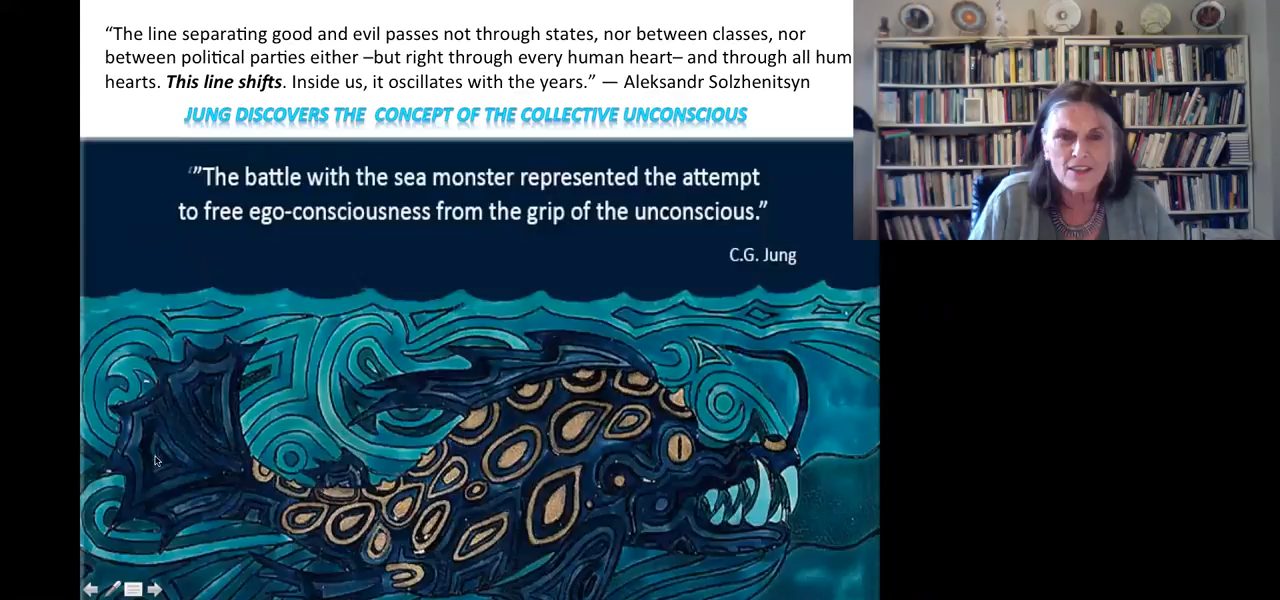 “The line separating good and evil passes not through states, nor between classes, nor
between political parties either –but right through every human heart– and through all hum
hearts. This line shifts. Inside us, it oscillates with the years.” — Aleksandr Solzhenitsyn
JUNG DISCOVERS THE CONCEPT OF THE COLLECTIVE UNCONSCIOUS
‘”The battle with the sea monster represented the attempt
to free ego-consciousness from the grip of the unconscious.”
C.G. Jung